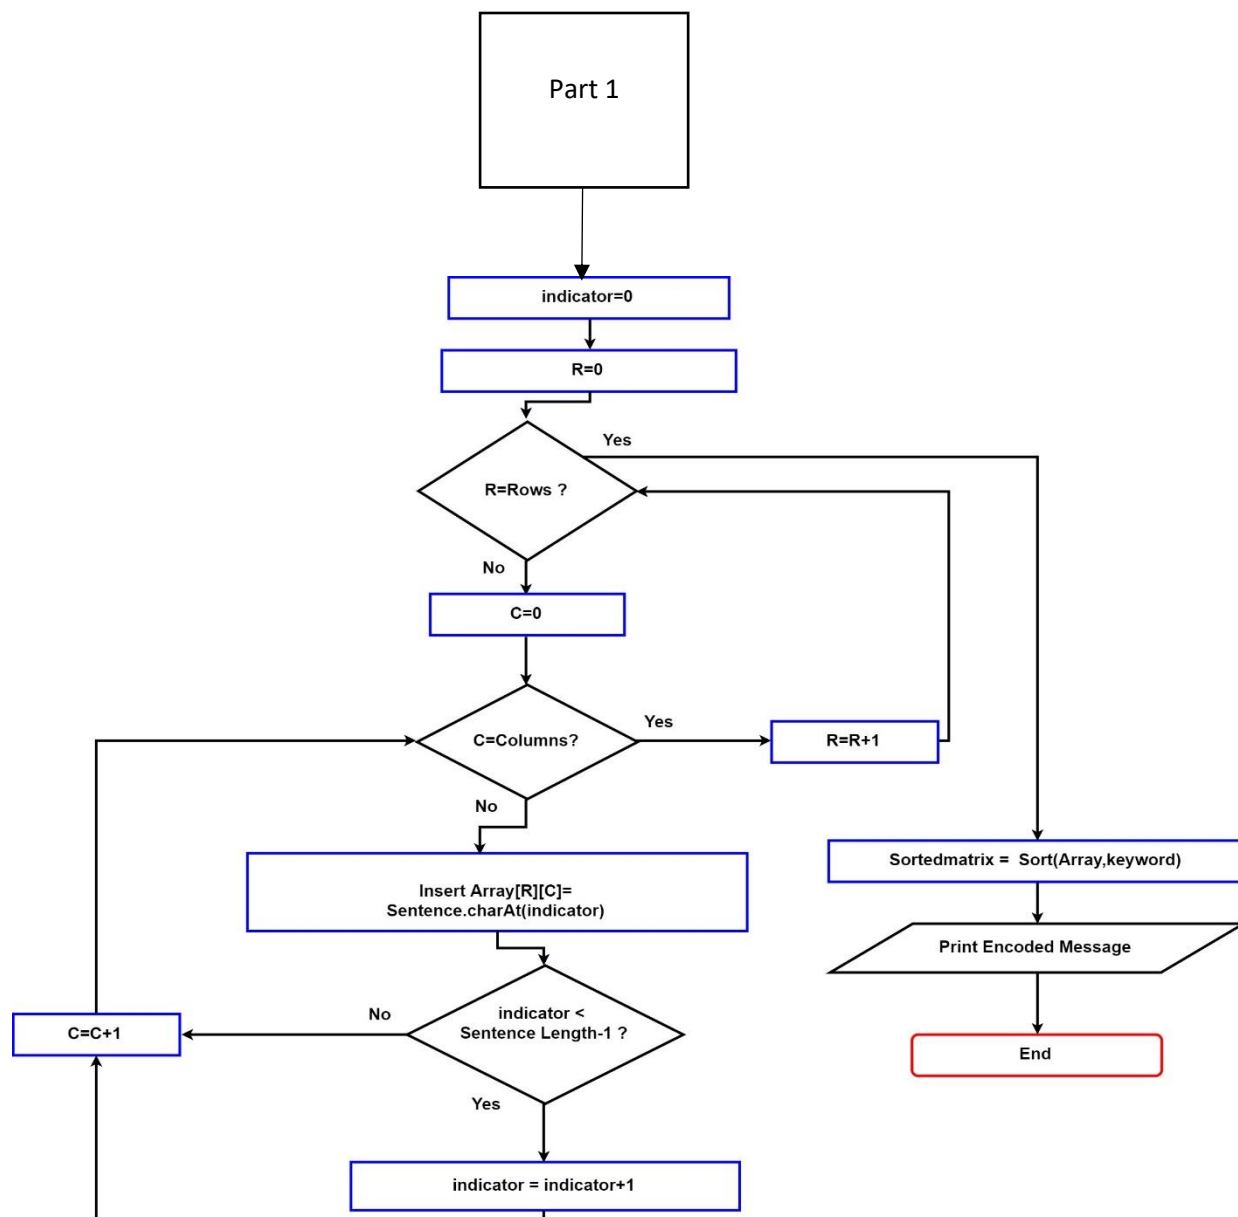 Part 1
indicator=0
R=0
Yes
R=Rows ?
No
C=0
C=Columns?
Yes
R=R+1
No
Insert Array[R][C]=
Sentence.charAt(indicator)
Sortedmatrix = Sort(Array,keyword)
Print Encoded Message
indicator <
Sentence Length-1 ?
No
C=C+1
End
Yes
indicator = indicator+1